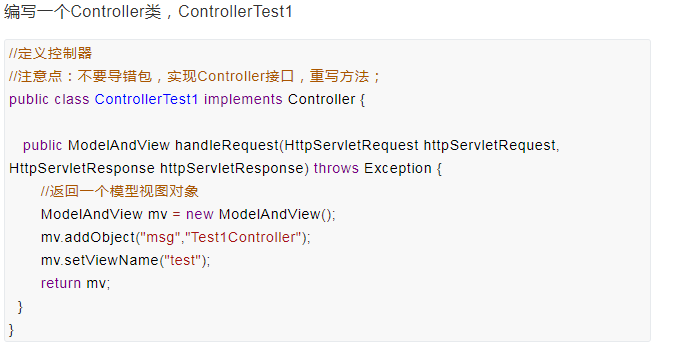 编写一个Controller类，ControllerTest1
//定义控制器
//注意点：不要导错包，实现Controller接口，重写方法；
public class ControllerTest1 implements Controller {
public ModelAndView handleRequest(HttpServletRequest httpServletRequest,
HttpServletResponse httpServletResponse) throws Exception {
//返回一个模型视图对象
ModelAndView mv = new ModelAndView();
mv.addObject("msg","Test1Controller");
mv.setViewName("test");
return mv;
}
}